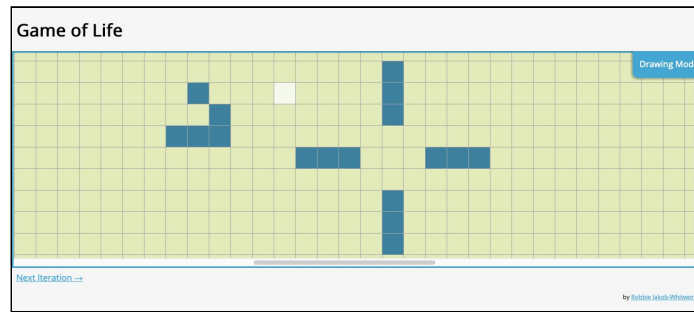 Game of Life
Drawing Mod
Next Iteration →
by Robbie Jakob-Whitwor